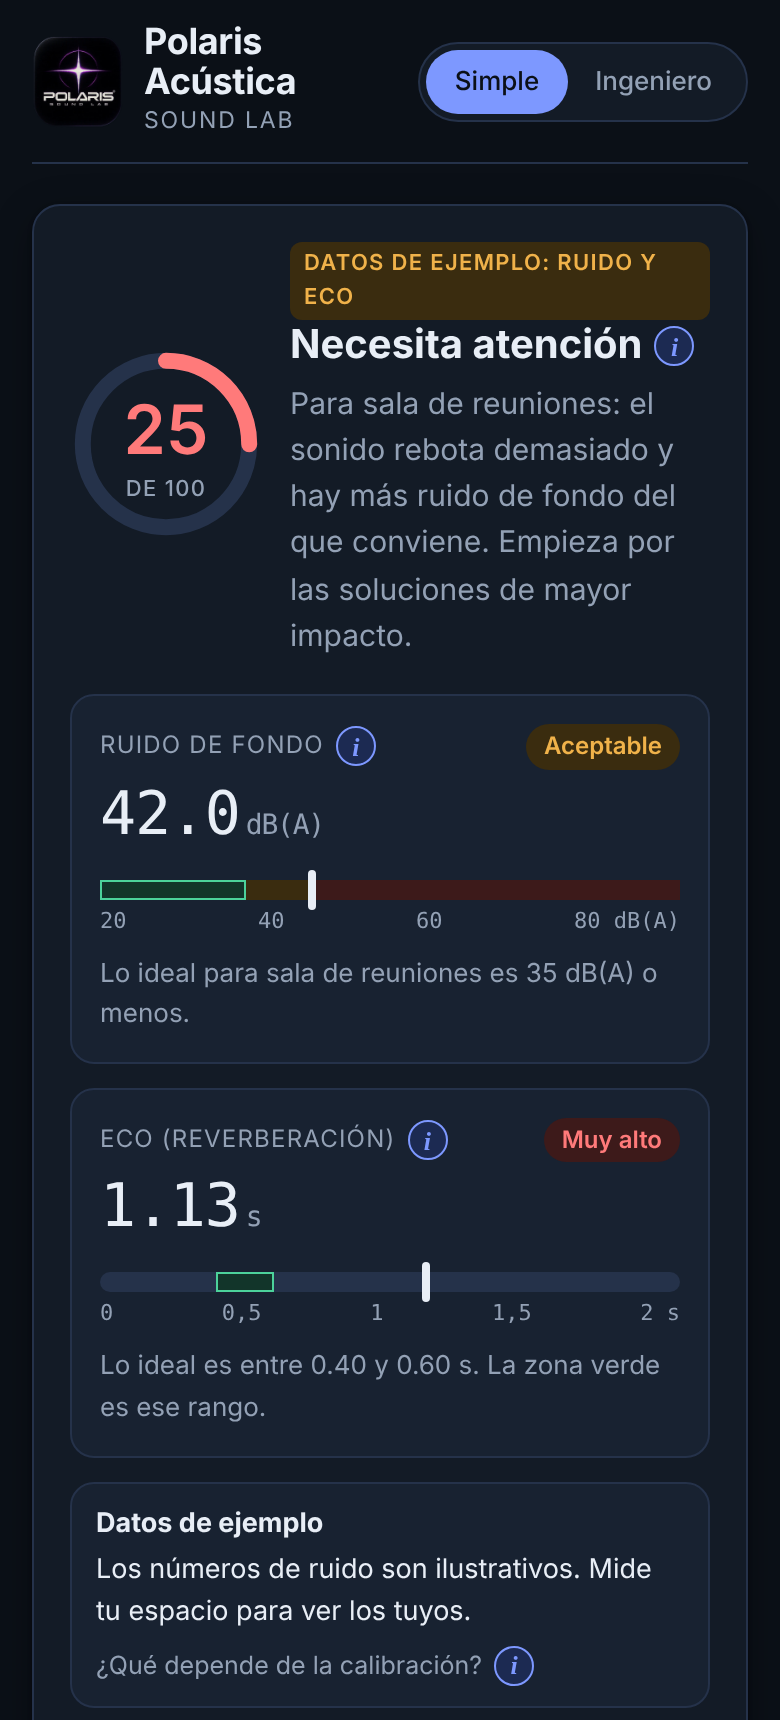 POLARIS
SOUND LAB
Polaris
Acústica
SOUND LAB
Simple
Ingeniero
DATOS DE EJEMPLO: RUIDO Y
ECO
Necesita atención i
25
DE 100
Para sala de reuniones: el
sonido rebota demasiado y
hay más ruido de fondo del
que conviene. Empieza por
las soluciones de mayor
impacto.
RUIDO DE FONDO i
Aceptable
42.0 dB(A)
20 40 60 80 dB(A)
Lo ideal para sala de reuniones es 35 dB(A) o
menos.
ECO (REVERBERACIÓN) i
Muy alto
1.13 s
0 0,5 1 1,5 2 s
Lo ideal es entre 0.40 y 0.60 s. La zona verde
es ese rango.
Datos de ejemplo
Los números de ruido son ilustrativos. Mide
tu espacio para ver los tuyos.
¿Qué depende de la calibración? i